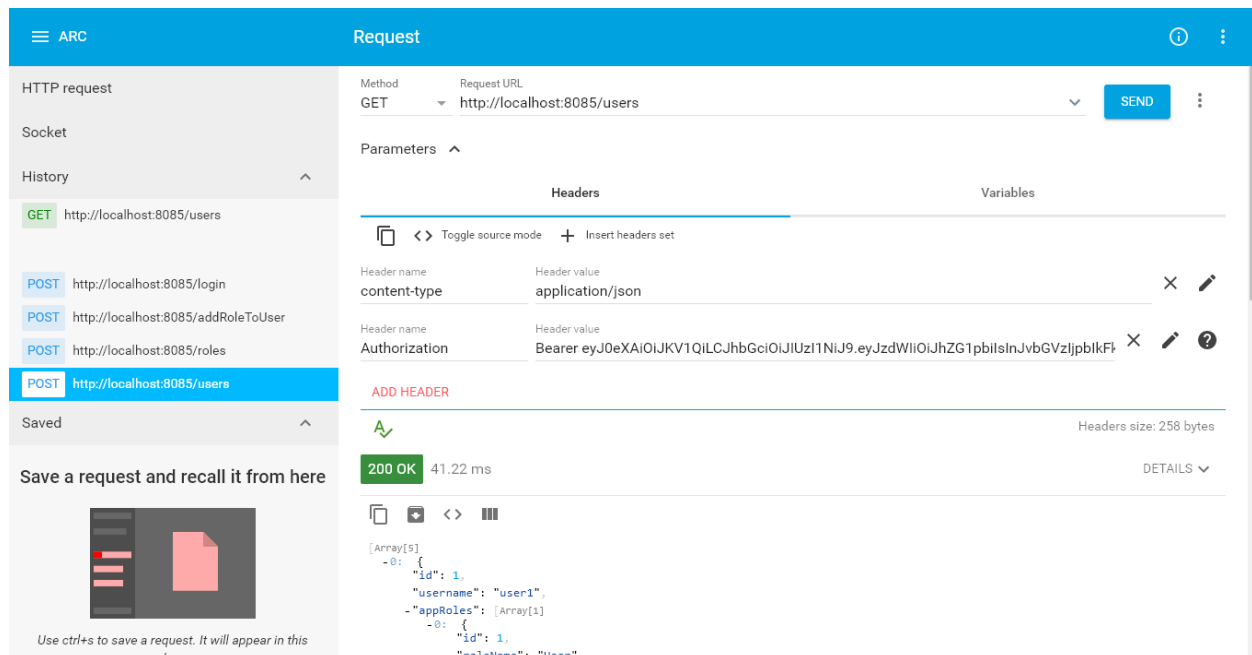 ARC
Request
HTTP request
Socket
History
GET http://localhost:8085/users
POST http://localhost:8085/login
POST http://localhost:8085/addRoleToUser
POST http://localhost:8085/roles
POST http://localhost:8085/users
Saved
Save a request and recall it from here
Use ctrl+s to save a request. It will appear in this
Method
Request URL
GET
http://localhost:8085/users
SEND
Parameters
Headers
Variables
Toggle source mode
Insert headers set
Header name
Header value
content-type
application/json
Header name
Header value
Authorization
Bearer eyJ0eXAiOiJKV1QiLCJhbGciOiJIUzI1NiJ9.eyJzdWIiOiJhZG1pbiIsInJvbGVzIjpbIkFk
ADD HEADER
Headers size: 258 bytes
200 OK 41.22 ms
DETAILS
[Array[5]
-0: {
"id": 1,
"username": "user1",
-"appRoles": [Array[1]
-0: {
"id": 1,
"roleName": "User"